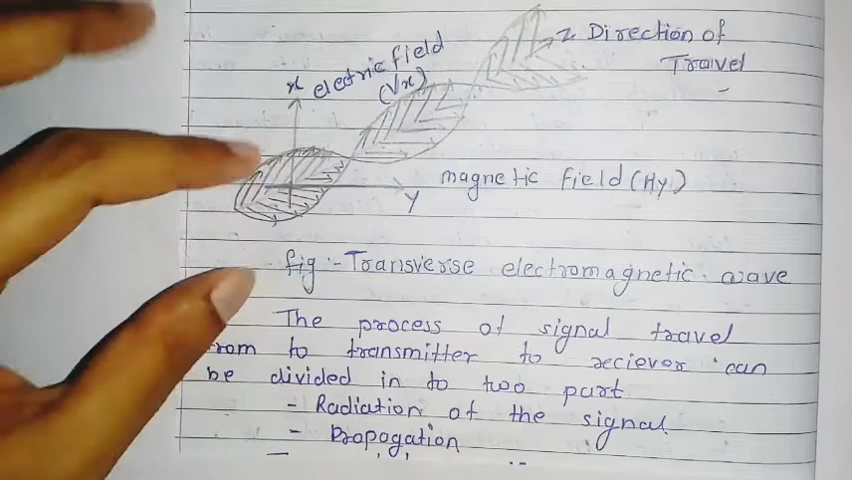 z Direction of
Travel
x electric field
(Vx)
magnetic field (Hy)
Y
fig :- Transverse electromagnetic wave
The process of signal travel
rom to transmitter to reciever can
be divided in to two part
- Radiation of the signal
- Propogation